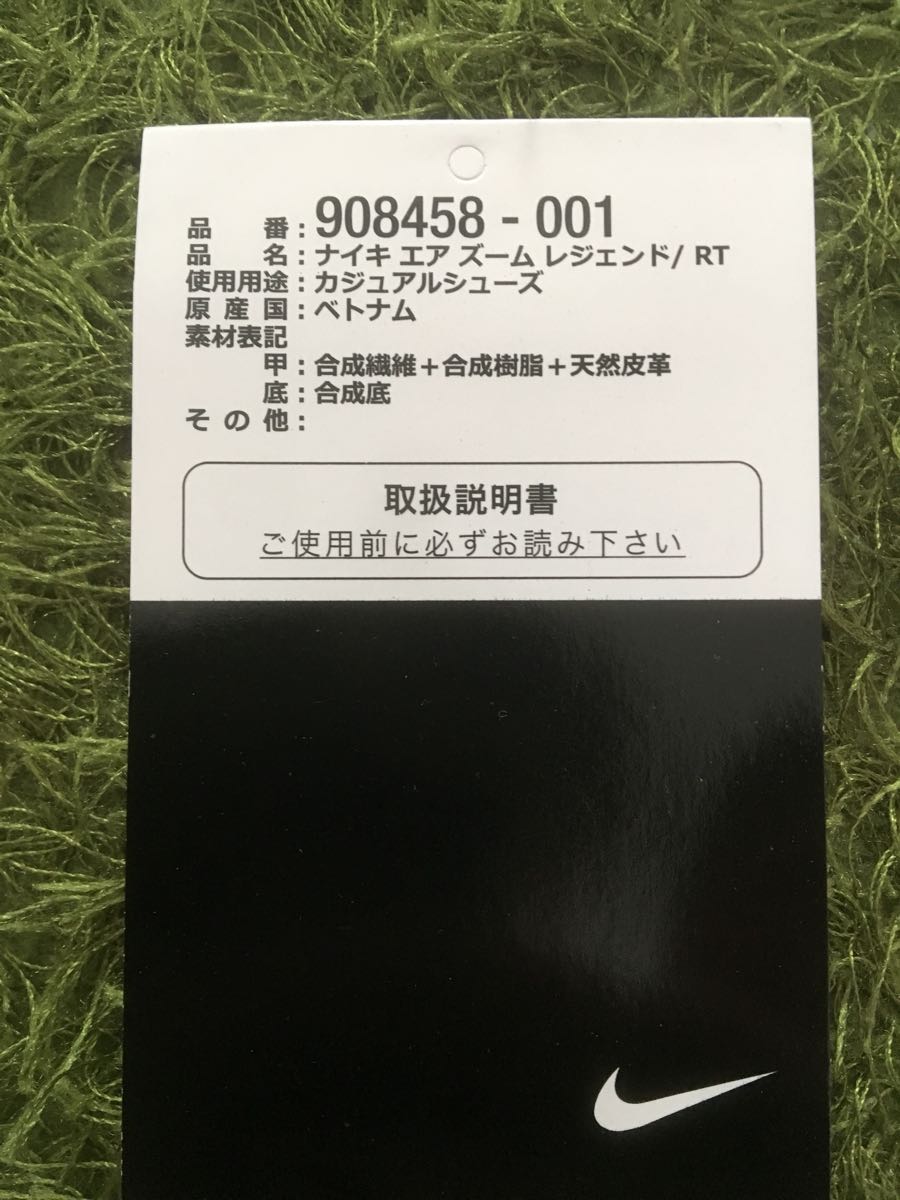 品番：908458 - 001
品名：ナイキ エア ズーム レジェンド/ RT
使用用途：カジュアルシューズ
原産国：ベトナム
素材表記
甲：合成繊維＋合成樹脂＋天然皮革
底：合成底
その他：
取扱説明書
ご使用前に必ずお読み下さい